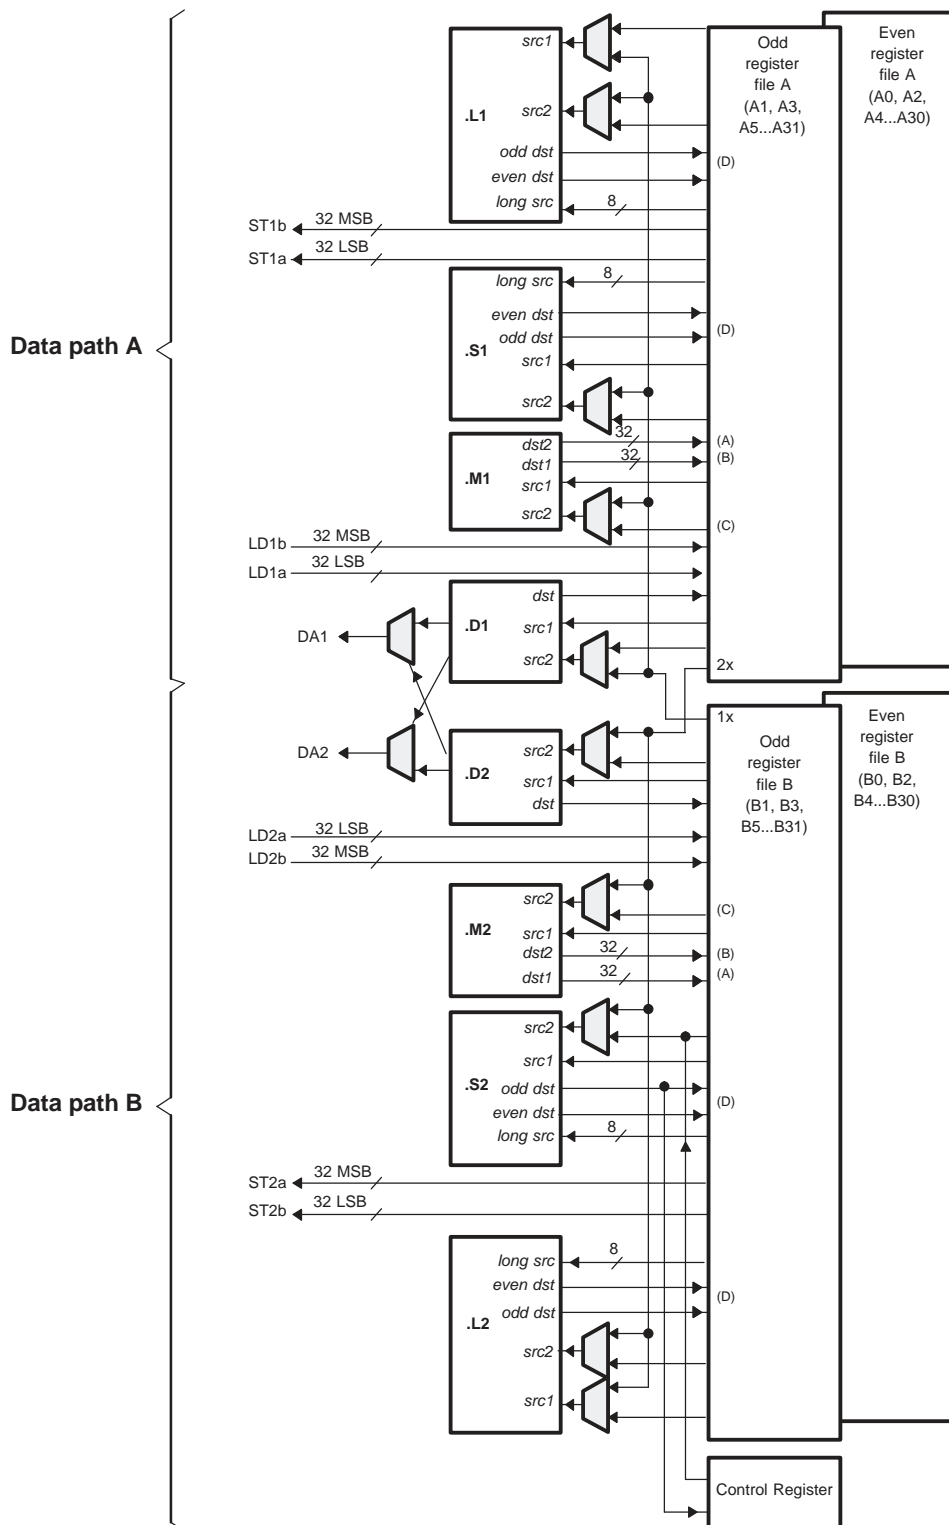 Data path A
Data path B
.L1
src1
src2
odd dst
even dst
long src
8
ST1b
32 MSB
ST1a
32 LSB
.S1
long src
8
even dst
odd dst
src1
src2
.M1
dst2
32
dst1
32
src1
src2
LD1b
32 MSB
LD1a
32 LSB
.D1
dst
src1
src2
DA1
DA2
.D2
src2
src1
dst
LD2a
32 LSB
LD2b
32 MSB
.M2
src2
src1
dst2
32
dst1
32
.S2
src2
src1
odd dst
even dst
long src
8
ST2a
32 MSB
ST2b
32 LSB
.L2
long src
8
even dst
odd dst
src2
src1
Odd
register
file A
(A1, A3,
A5...A31)
(D)
(D)
(A)
(B)
(C)
2x
Even
register
file A
(A0, A2,
A4...A30)
1x
Odd
register
file B
(B1, B3,
B5...B31)
(C)
(B)
(A)
(D)
(D)
Even
register
file B
(B0, B2,
B4...B30)
Control Register